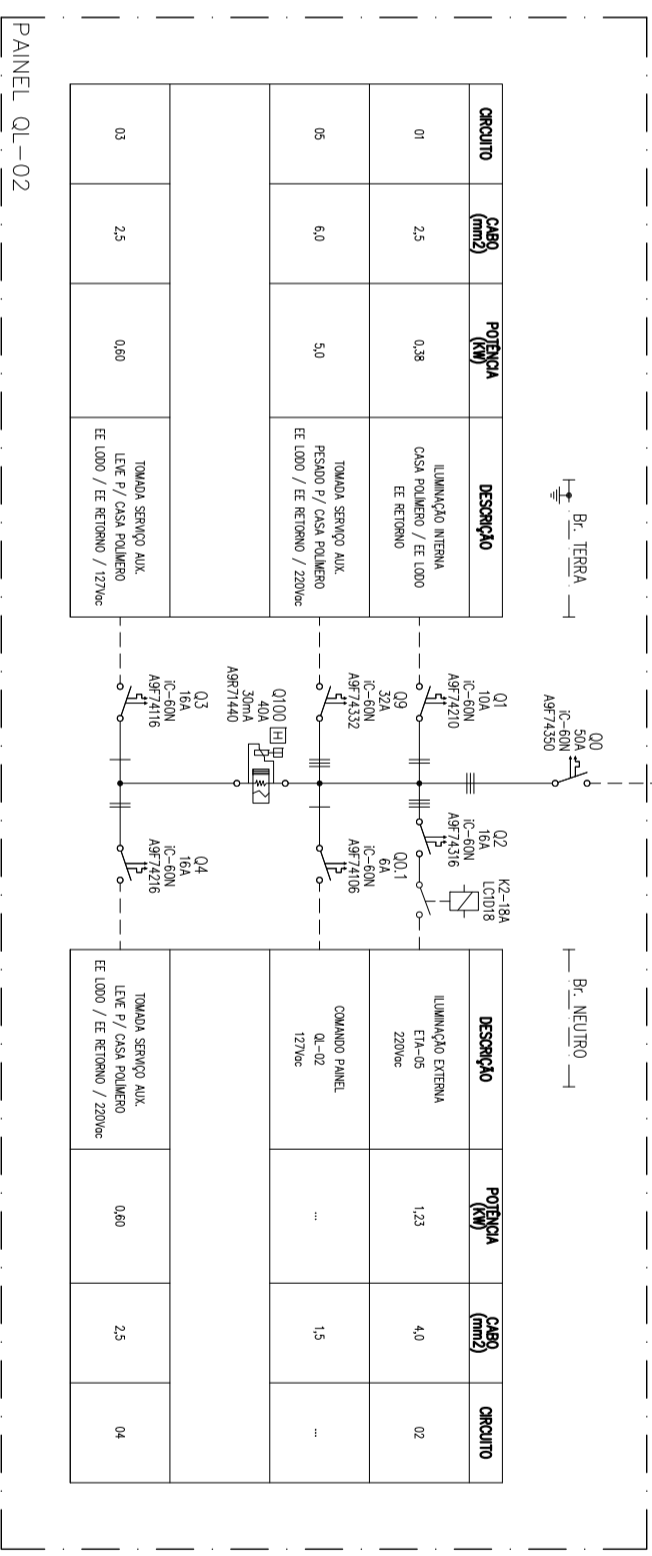 Br. TERRA
Br. NEUTRO
Q0
50A
iC-60N
A9F74350
CIRCUITO
CABO
(mm2)
POTÊNCIA
(KW)
DESCRIÇÃO
DESCRIÇÃO
POTÊNCIA
(KW)
CABO
(mm2)
CIRCUITO
01
2,5
0,38
ILUMINAÇÃO INTERNA
CASA POLÍMERO / EE LODO
EE RETORNO
Q1
10A
iC-60N
A9F74210
Q2
16A
iC-60N
A9F74316
K2-18A
LC1D18
ILUMINAÇÃO EXTERNA
ETA-05
220Vac
1,23
4,0
02
05
6,0
5,0
TOMADA SERVIÇO AUX.
PESADO P/ CASA POLÍMERO
EE LODO / EE RETORNO / 220Vac
Q9
32A
iC-60N
A9F74332
Q0.1
6A
iC-60N
A9F74106
COMANDO PAINEL
QL-02
127Vac
...
1,5
...
Q100
40A
30mA
A9R71440
H
03
2,5
0,60
TOMADA SERVIÇO AUX.
LEVE P/ CASA POLÍMERO
EE LODO / EE RETORNO / 127Vac
Q3
16A
iC-60N
A9F74116
Q4
16A
iC-60N
A9F74216
TOMADA SERVIÇO AUX.
LEVE P/ CASA POLÍMERO
EE LODO / EE RETORNO / 220Vac
0,60
2,5
04
PAINEL QL-02